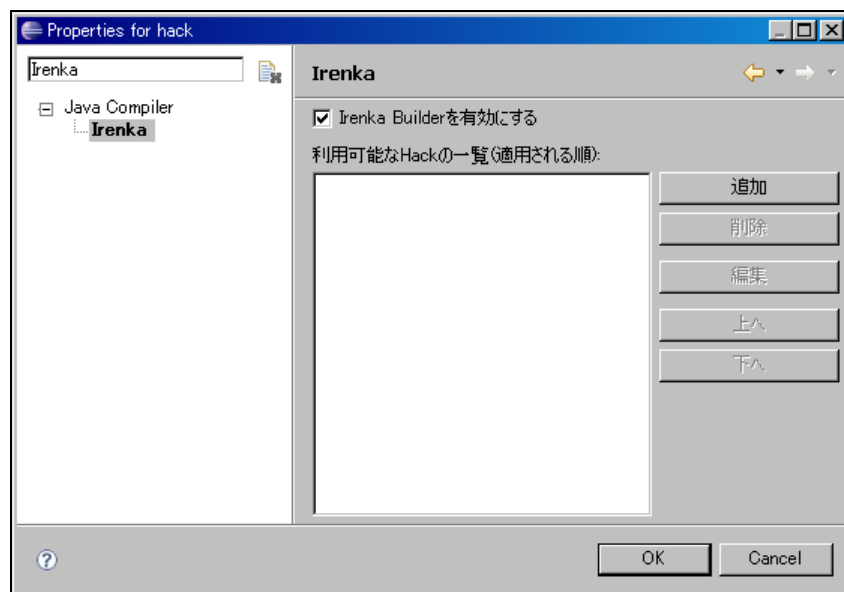 Properties for hack
Irenka
Java Compiler
Irenka
Irenka
Irenka Builderを有効にする
利用可能なHackの一覧(適用される順):
追加
削除
編集
上へ
下へ
OK
Cancel